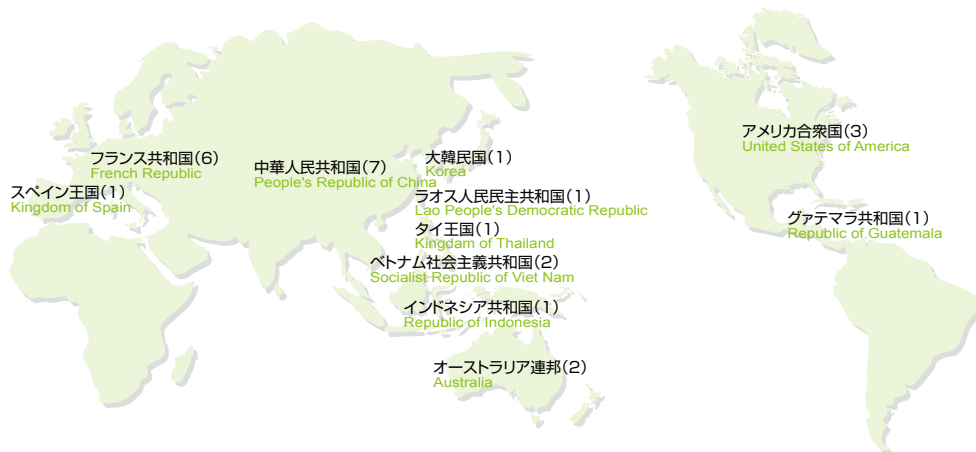 フランス共和国(6)
French Republic
スペイン王国(1)
Kingdom of Spain
中華人民共和国(7)
People's Republic of China
大韓民国(1)
Korea
ラオス人民民主共和国(1)
Lao People's Democratic Republic
タイ王国(1)
Kingdam of Thailand
ベトナム社会主義共和国(2)
Socialist Republic of Viet Nam
インドネシア共和国(1)
Republic of Indonesia
オーストラリア連邦(2)
Australia
アメリカ合衆国(3)
United States of America
グァテマラ共和国(1)
Republic of Guatemala